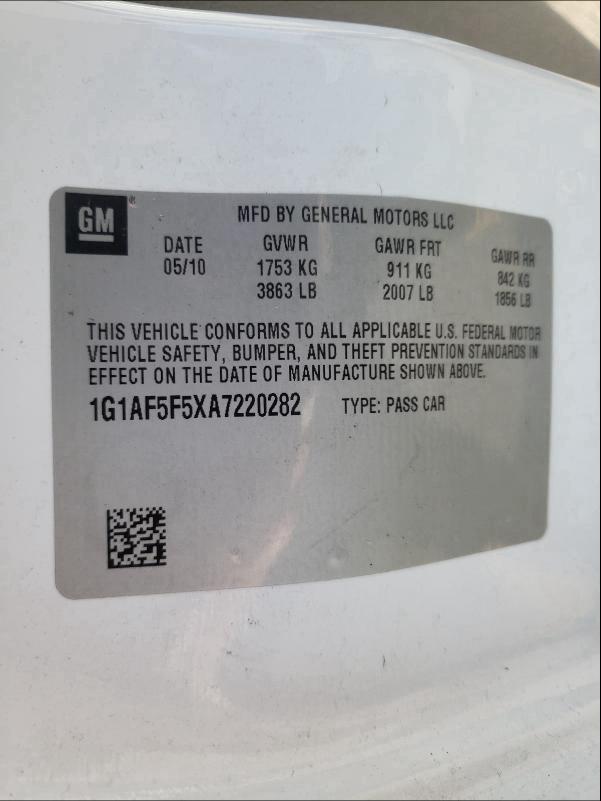 GM
MFD BY GENERAL MOTORS LLC
DATE GVWR GAWR FRT GAWR RR
05/10 1753 KG 911 KG 842 KG
3863 LB 2007 LB 1856 LB
THIS VEHICLE CONFORMS TO ALL APPLICABLE U.S. FEDERAL MOTOR
VEHICLE SAFETY, BUMPER, AND THEFT PREVENTION STANDARDS IN
EFFECT ON THE DATE OF MANUFACTURE SHOWN ABOVE.
1G1AF5F5XA7220282 TYPE: PASS CAR